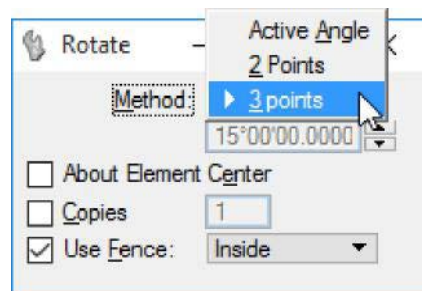 Rotate
Active Angle
2 Points
Method:
3 points
15°00'00.0000
About Element Center
Copies
1
Use Fence:
Inside